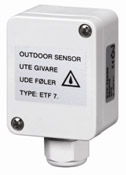 OUTDOOR SENSOR
UTE GIVARE
UDE FØLER
TYPE: ETF 7.